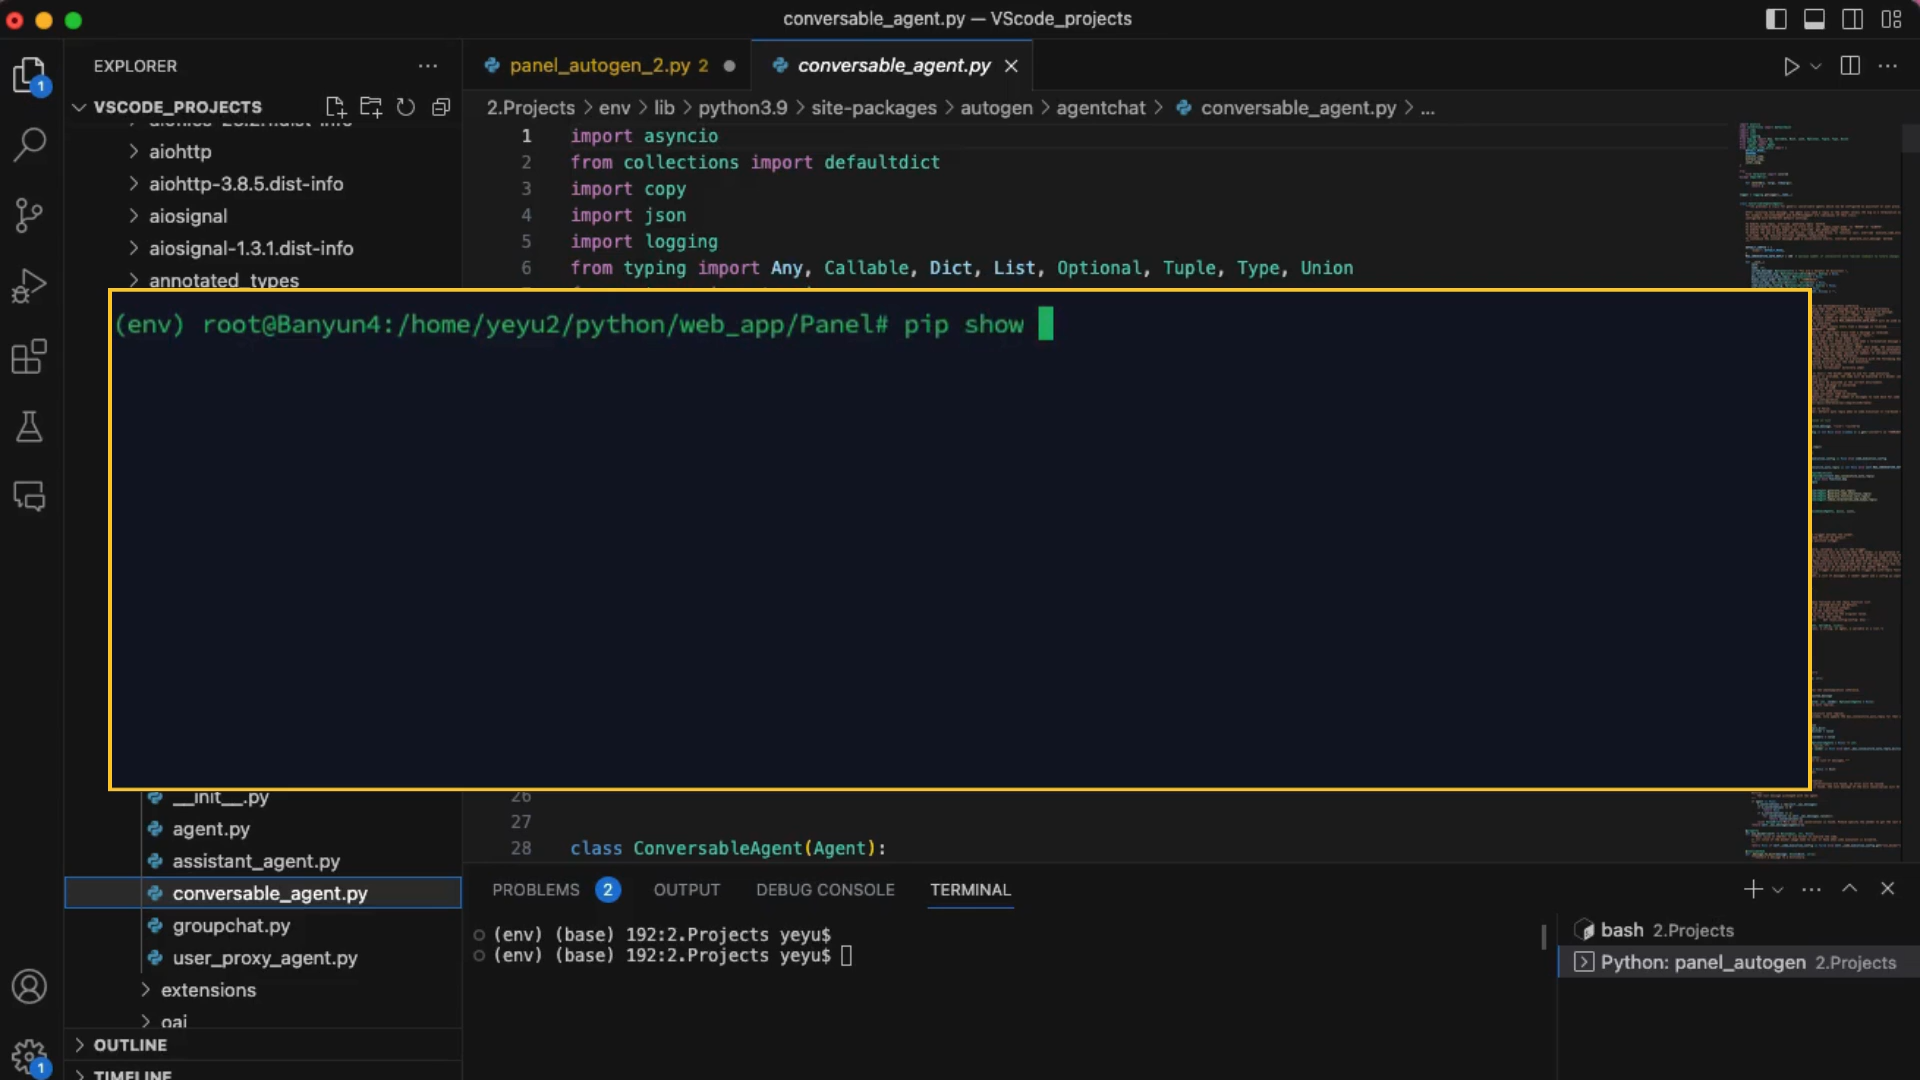 conversable_agent.py — VScode_projects
EXPLORER
panel_autogen_2.py 2
conversable_agent.py
VSCODE_PROJECTS
2.Projects > env > lib > python3.9 > site-packages > autogen > agentchat > conversable_agent.py > ...
aiohttp
aiohttp-3.8.5.dist-info
aiosignal
aiosignal-1.3.1.dist-info
annotated_types
1 import asyncio
2 from collections import defaultdict
3 import copy
4 import json
5 import logging
6 from typing import Any, Callable, Dict, List, Optional, Tuple, Type, Union
(env) root@Banyun4:/home/yeyu2/python/web_app/Panel# pip show
__init__.py
agent.py
assistant_agent.py
conversable_agent.py
groupchat.py
user_proxy_agent.py
extensions
oai
OUTLINE
TIMELINE
26
27
28 class ConversableAgent(Agent):
PROBLEMS 2 OUTPUT DEBUG CONSOLE TERMINAL
(env) (base) 192:2.Projects yeyu$
(env) (base) 192:2.Projects yeyu$
bash 2.Projects
Python: panel_autogen 2.Projects
1
1